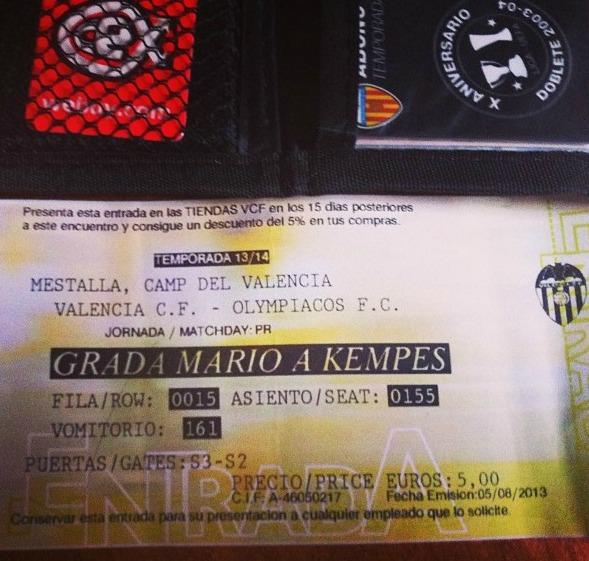 ABONO
TEMPORADA
X ANIVERSARIO
DOBLETE 2003-04
Presenta esta entrada en las TIENDAS VCF en los 15 días posteriores
a este encuentro y consigue un descuento del 5% en tus compras.
TEMPORADA 13/14
MESTALLA, CAMP DEL VALENCIA
VALENCIA C.F. - OLYMPIACOS F.C.
JORNADA / MATCHDAY: PR
GRADA MARIO A KEMPES
FILA/ROW: 0015 ASIENTO/SEAT: 0155
VOMITORIO: 161
PUERTAS/GATES:S3-S2
PRECIO/PRICE EUROS:5,00
C.I.F: A-46050217 Fecha Emision:05/08/2013
ENTRADA
Conservar esta entrada para su presentacion a cualquier empleado que lo solicite.